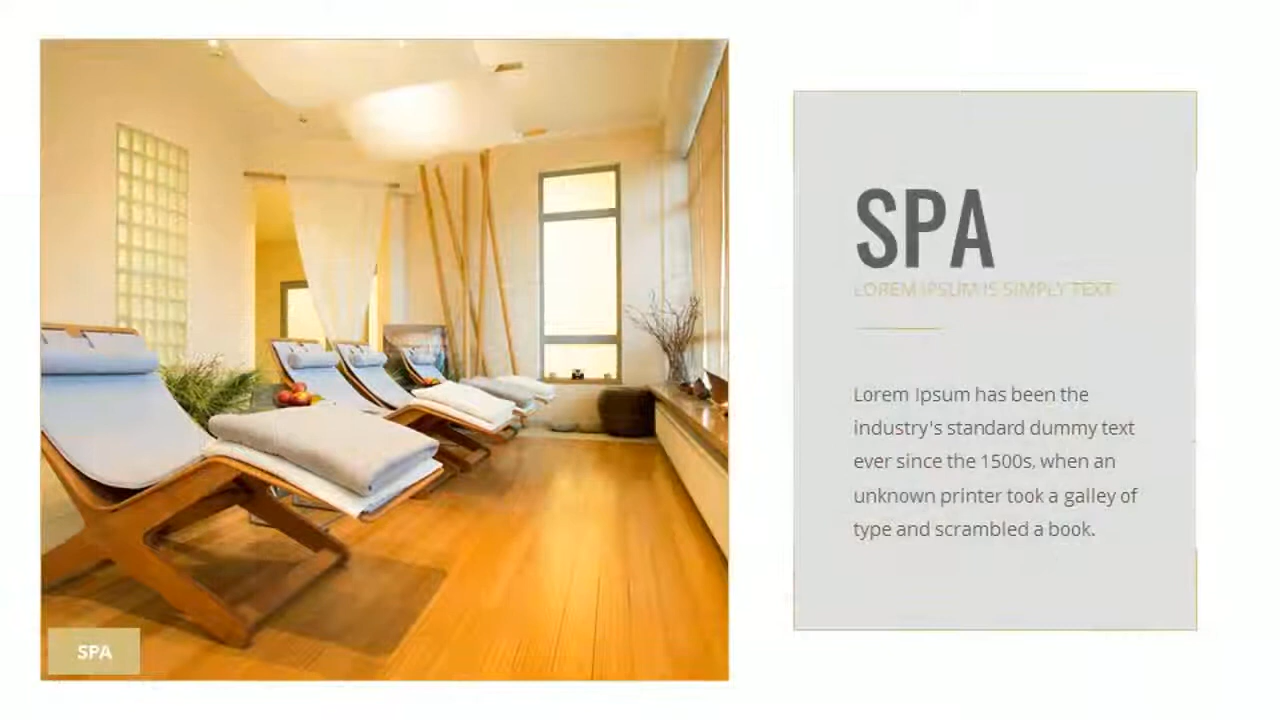 SPA
LOREM IPSUM IS SIMPLY TEXT
Lorem Ipsum has been the
industry's standard dummy text
ever since the 1500s, when an
unknown printer took a galley of
type and scrambled a book.
SPA